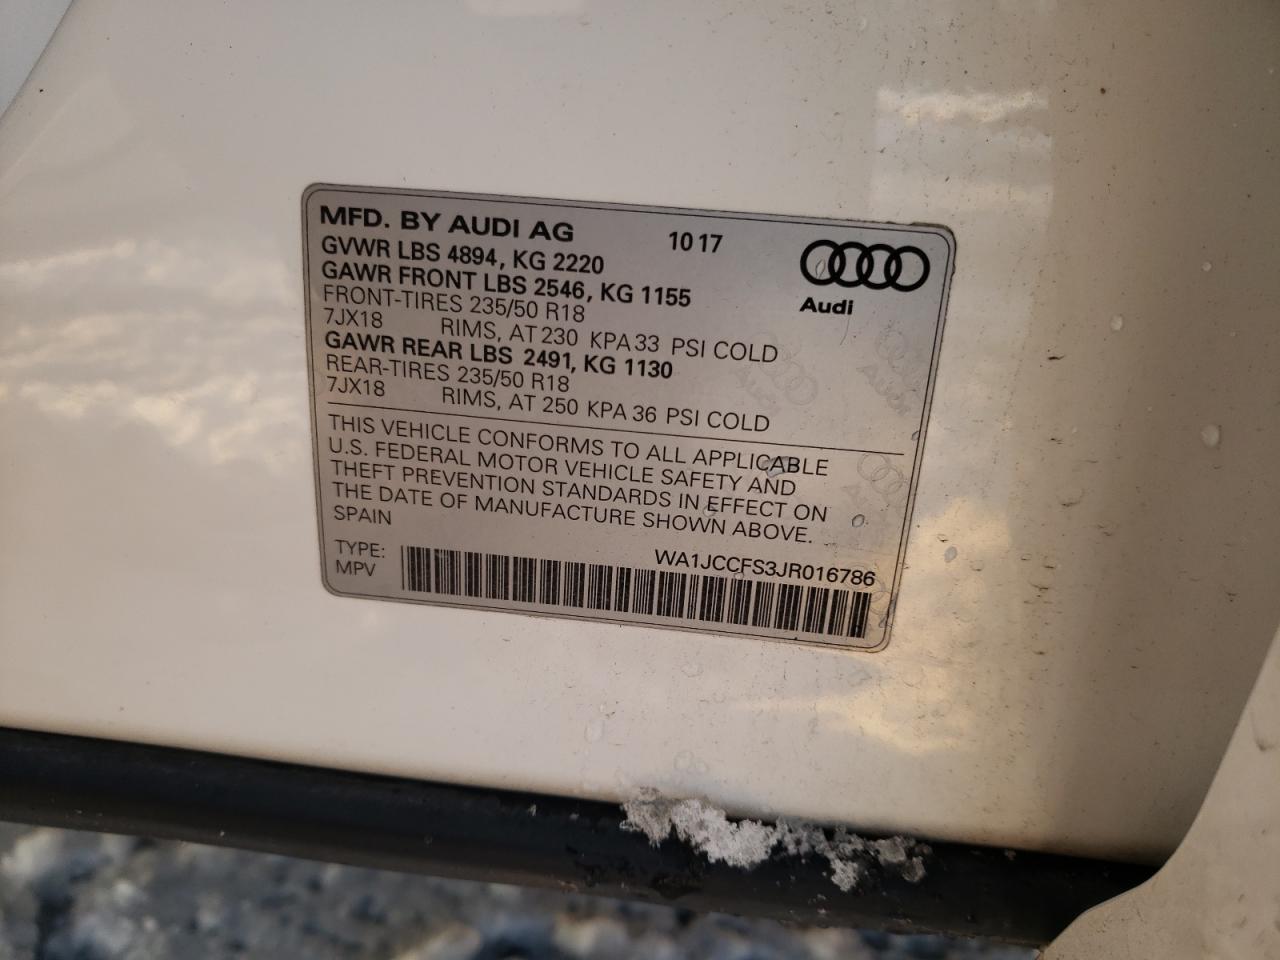 MFD. BY AUDI AG 10 17
GVWR LBS 4894, KG 2220
GAWR FRONT LBS 2546, KG 1155
FRONT-TIRES 235/50 R18
7JX18 RIMS, AT 230 KPA 33 PSI COLD
GAWR REAR LBS 2491, KG 1130
REAR-TIRES 235/50 R18
7JX18 RIMS, AT 250 KPA 36 PSI COLD
Audi
THIS VEHICLE CONFORMS TO ALL APPLICABLE
U.S. FEDERAL MOTOR VEHICLE SAFETY AND
THEFT PREVENTION STANDARDS IN EFFECT ON
THE DATE OF MANUFACTURE SHOWN ABOVE.
SPAIN
WA1JCCFS3JR016786
TYPE:
MPV
Audi
Audi